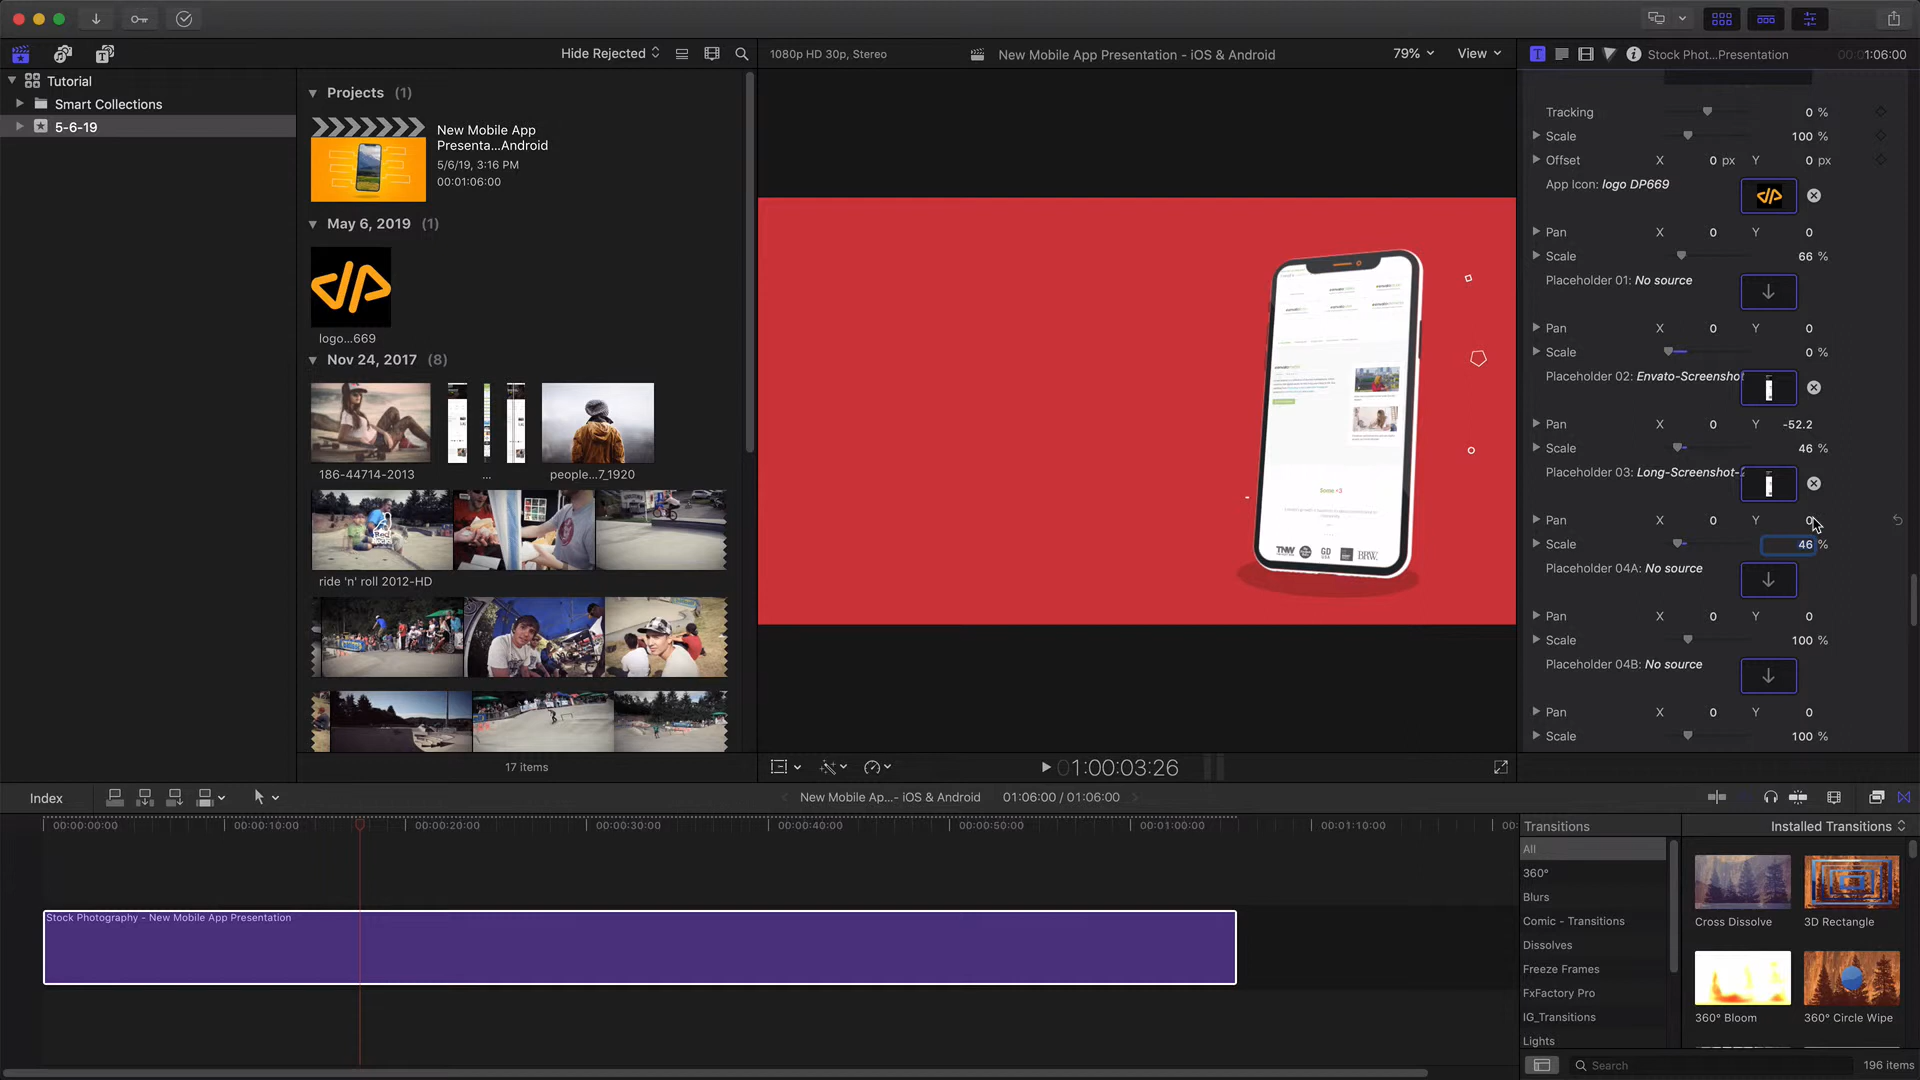 Hide Rejected
1080p HD 30p, Stereo
New Mobile App Presentation - iOS & Android
79%
View
Stock Phot...Presentation
00:01:06:00
Tutorial
Smart Collections
5-6-19
Projects (1)
New Mobile App
Presenta...Android
5/6/19, 3:16 PM
00:01:06:00
May 6, 2019 (1)
logo...669
Nov 24, 2017 (8)
186-44714-2013
...
people...7_1920
ride 'n' roll 2012-HD
17 items
Some <3
TNW
GD
BRW.
01:00:03:26
Tracking 0 %
Scale 100 %
Offset X 0 px Y 0 px
App Icon: logo DP669
Pan X 0 Y 0
Scale 66 %
Placeholder 01: No source
Pan X 0 Y 0
Scale 0 %
Placeholder 02: Envato-Screenshot
Pan X 0 Y -52.2
Scale 46 %
Placeholder 03: Long-Screenshot-
Pan X 0 Y 0
Scale 46 %
Placeholder 04A: No source
Pan X 0 Y 0
Scale 100 %
Placeholder 04B: No source
Pan X 0 Y 0
Scale 100 %
Index
New Mobile Ap...- iOS & Android
01:06:00 / 01:06:00
00:00:00:00
00:00:10:00
00:00:20:00
00:00:30:00
00:00:40:00
00:00:50:00
00:01:00:00
00:01:10:00
00:0
Stock Photography - New Mobile App Presentation
Transitions
Installed Transitions
All
360°
Blurs
Comic - Transitions
Dissolves
Freeze Frames
FxFactory Pro
IG_Transitions
Lights
Cross Dissolve
3D Rectangle
360° Bloom
360° Circle Wipe
Search
196 items